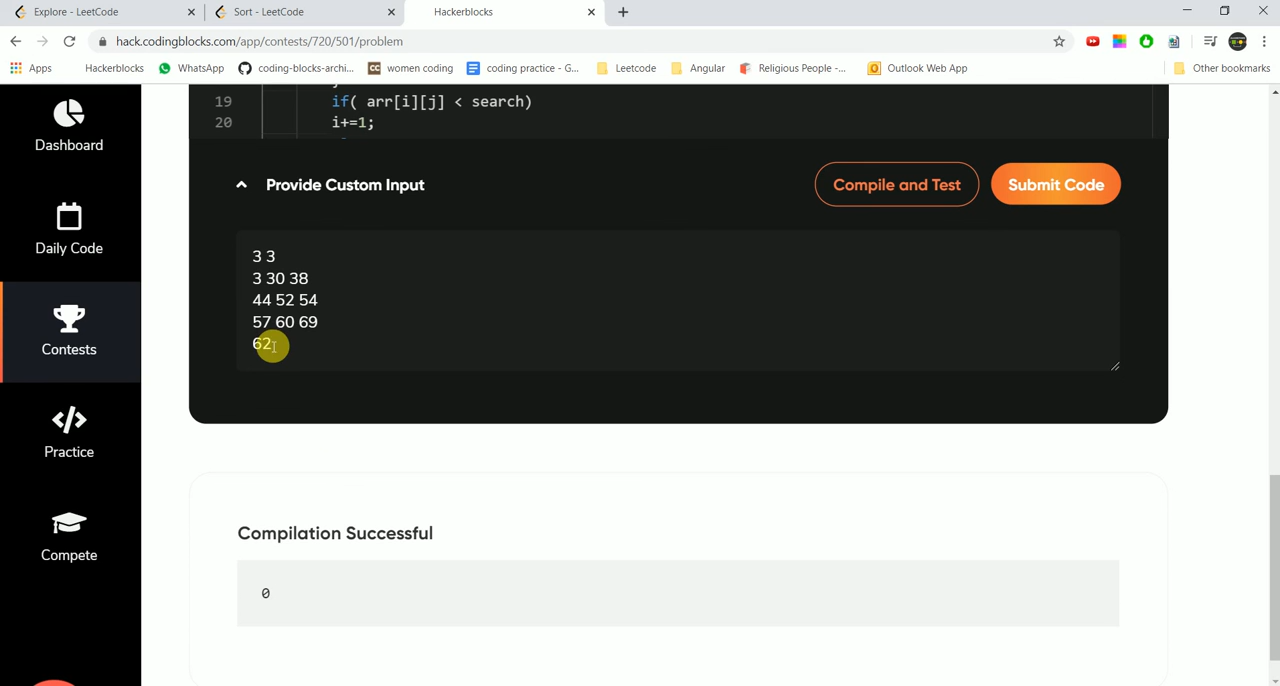 Explore - LeetCode
Sort - LeetCode
Hackerblocks
hack.codingblocks.com/app/contests/720/501/problem
Apps
Hackerblocks
WhatsApp
coding-blocks-archi...
women coding
coding practice - G...
Leetcode
Angular
Religious People -...
Outlook Web App
Other bookmarks
Dashboard
Daily Code
Contests
Practice
Compete
19 if( arr[i][j] < search)
20 i+=1;
Provide Custom Input
Compile and Test
Submit Code
3 3
3 30 38
44 52 54
57 60 69
62
Compilation Successful
0